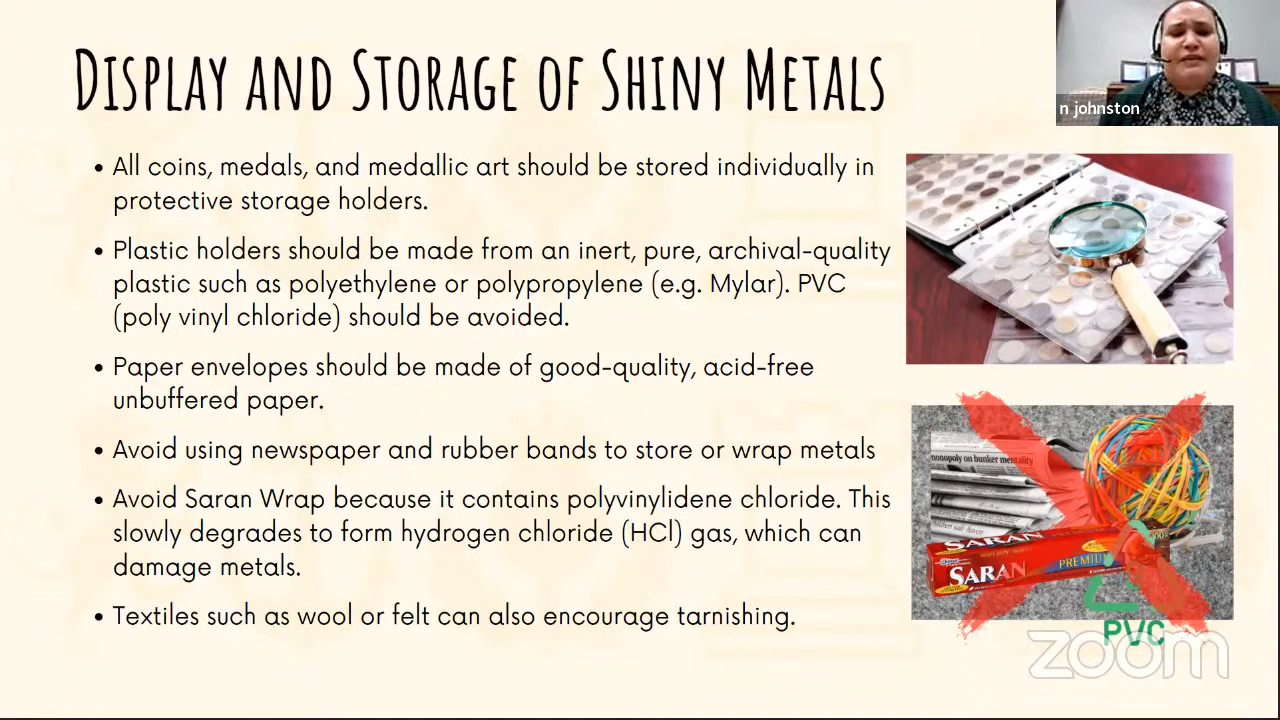 DISPLAY AND STORAGE OF SHINY METALS
n johnston
• All coins, medals, and medallic art should be stored individually in
protective storage holders.
• Plastic holders should be made from an inert, pure, archival-quality
plastic such as polyethylene or polypropylene (e.g. Mylar). PVC
(poly vinyl chloride) should be avoided.
• Paper envelopes should be made of good-quality, acid-free
unbuffered paper.
• Avoid using newspaper and rubber bands to store or wrap metals
• Avoid Saran Wrap because it contains polyvinylidene chloride. This
slowly degrades to form hydrogen chloride (HCl) gas, which can
damage metals.
• Textiles such as wool or felt can also encourage tarnishing.
monopoly on bunker mentality
SARAN
SARAN
PREMIUM
PVC
zoom